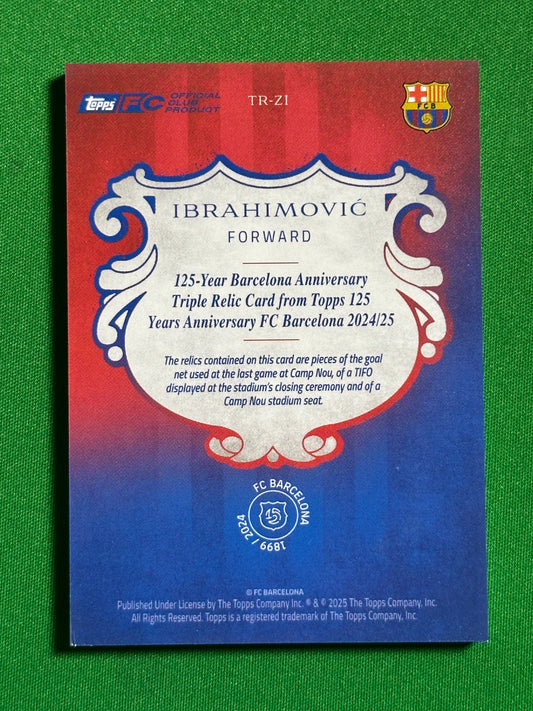 topps FC OFFICIAL
CLUB
PRODUCT
TR-ZI
FCB
IBRAHIMOVIĆ
FORWARD
125-Year Barcelona Anniversary
Triple Relic Card from Topps 125
Years Anniversary FC Barcelona 2024/25
The relics contained on this card are pieces of the goal
net used at the last game at Camp Nou, of a TIFO
displayed at the stadium's closing ceremony and of a
Camp Nou stadium seat.
FC BARCELONA
125
1899 / 2024
© FC BARCELONA
Published Under License by The Topps Company Inc. ® & © 2025 The Topps Company, Inc.
All Rights Reserved. Topps is a registered trademark of The Topps Company, Inc.